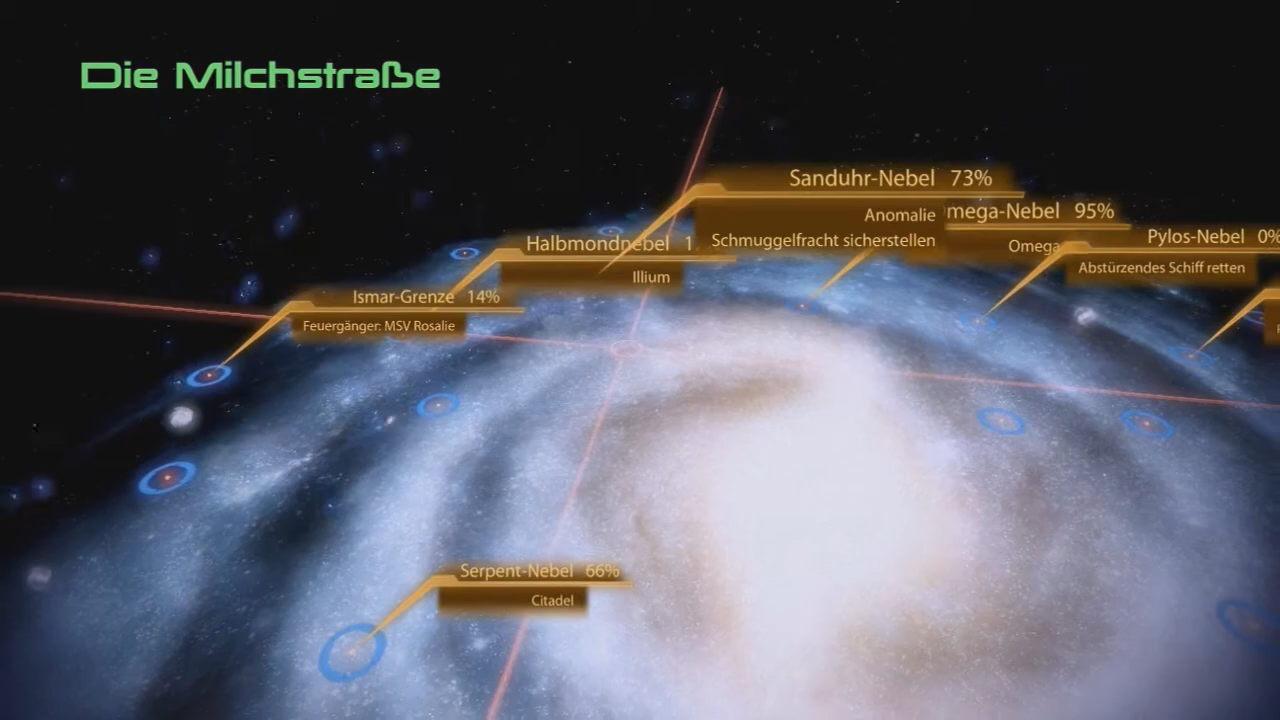 Die Milchstraße
Sanduhr-Nebel 73%
Anomalie
Schmuggelfracht sicherstellen
mega-Nebel 95%
Omega
Pylos-Nebel 0%
Abstürzendes Schiff retten
Halbmondnebel 1
Illium
Ismar-Grenze 14%
Feuergänger: MSV Rosalie
Serpent-Nebel 66%
Citadel